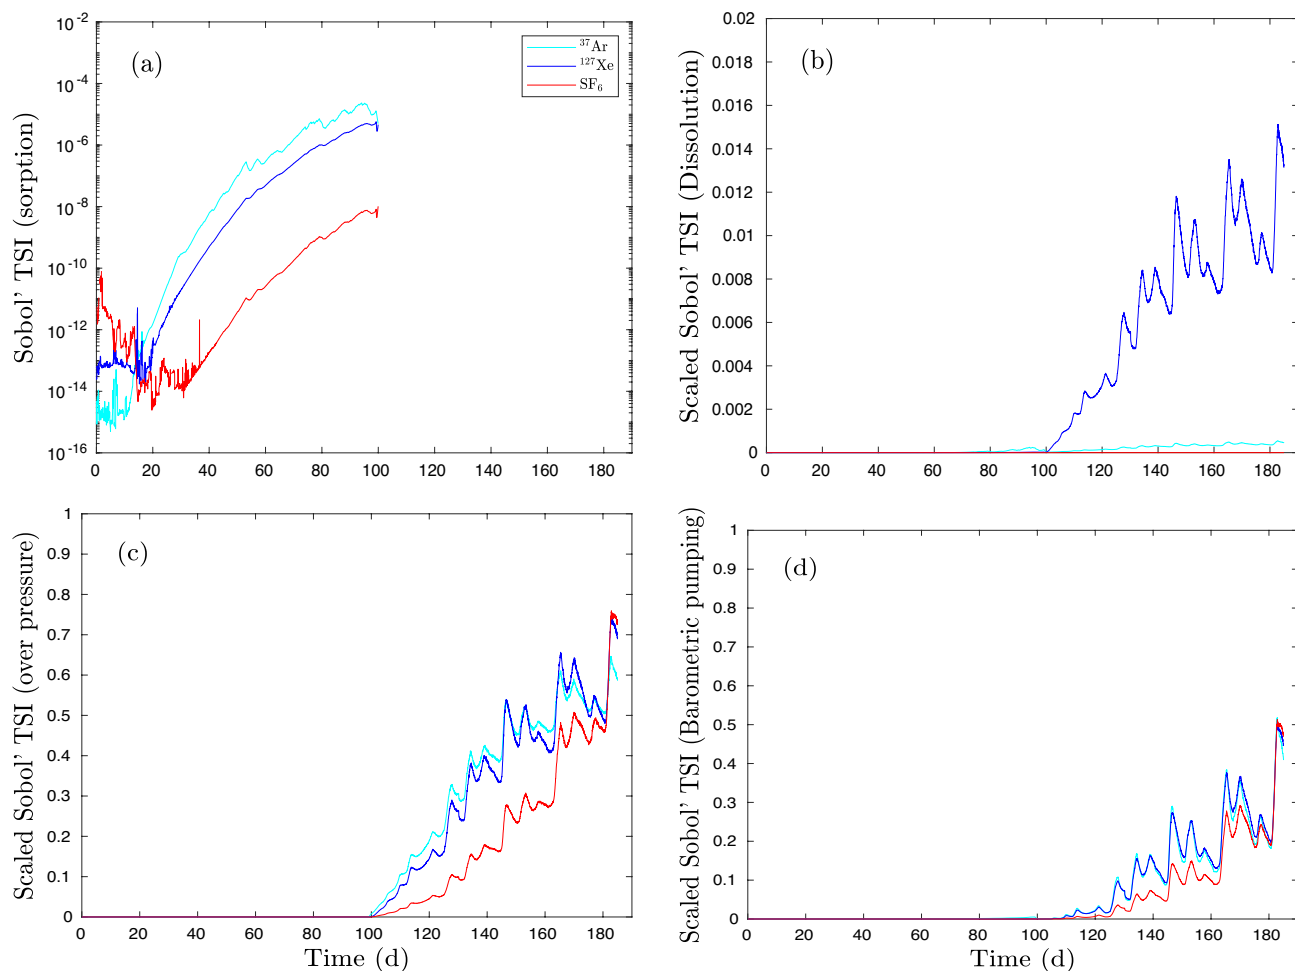 Sobol' TSI (sorption)
10^-2
10^-4
10^-6
10^-8
10^-10
10^-12
10^-14
10^-16
(a)
^37Ar
^127Xe
SF_6
0 20 40 60 80 100 120 140 160 180
Scaled Sobol' TSI (Dissolution)
0.02
0.018
0.016
0.014
0.012
0.01
0.008
0.006
0.004
0.002
0
(b)
0 20 40 60 80 100 120 140 160 180
Scaled Sobol' TSI (over pressure)
1
0.9
0.8
0.7
0.6
0.5
0.4
0.3
0.2
0.1
0
(c)
0 20 40 60 80 100 120 140 160 180
Time (d)
Scaled Sobol' TSI (Barometric pumping)
1
0.9
0.8
0.7
0.6
0.5
0.4
0.3
0.2
0.1
0
(d)
0 20 40 60 80 100 120 140 160 180
Time (d)